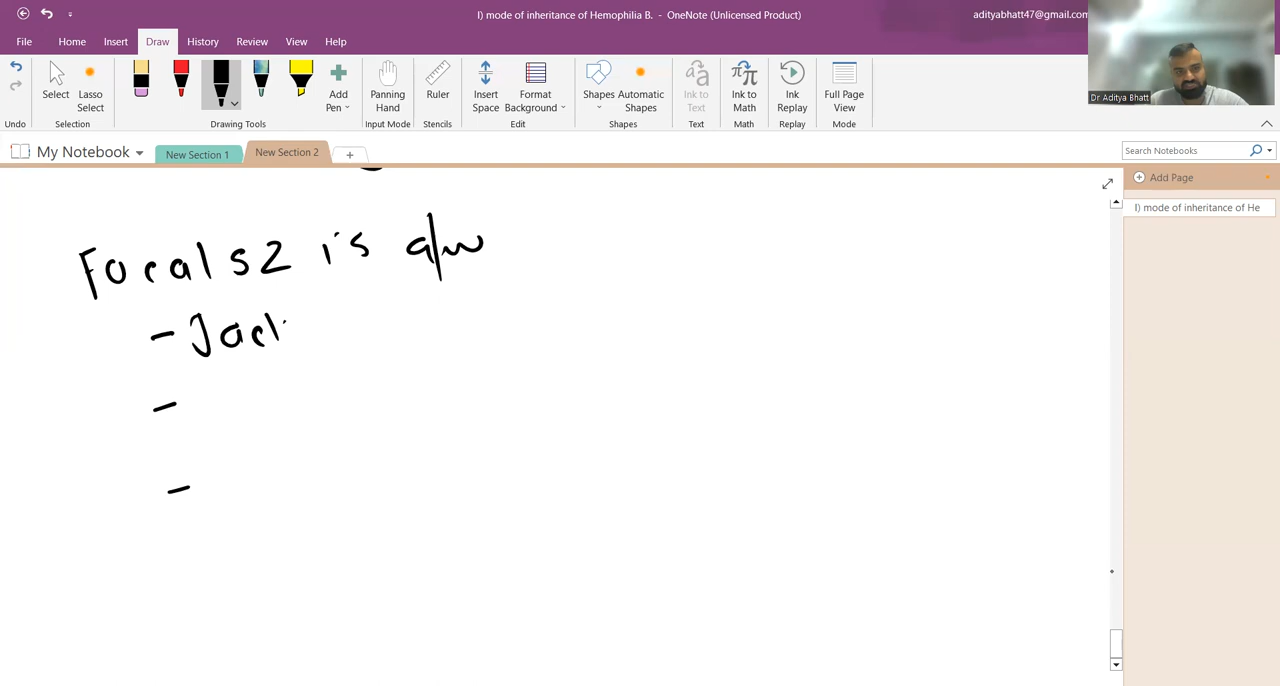 I) mode of inheritance of Hemophilia B. - OneNote (Unlicensed Product)
adityabhatt47@gmail.com
File Home Insert Draw History Review View Help
Dr Aditya Bhatt
Select
Lasso Select
Add Pen
Panning Hand
Ruler
Insert Space
Format Background
Shapes
Automatic Shapes
Ink to Text
Ink to Math
Ink Replay
Full Page View
Undo Selection Drawing Tools Input Mode Stencils Edit Shapes Text Math Replay Mode
My Notebook New Section 1 New Section 2
Search Notebooks
Add Page
I) mode of inheritance of He
Focal sz is a/w
- Jack
-
-